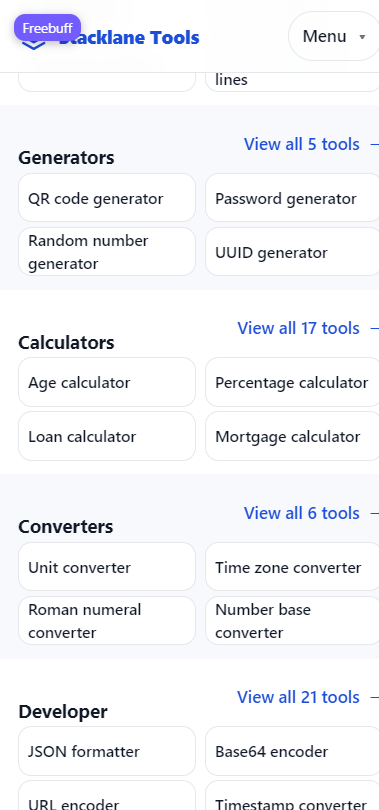 Freebuff
Stacklane Tools
Menu
lines
View all 5 tools
Generators
QR code generator
Password generator
Random number
generator
UUID generator
View all 17 tools
Calculators
Age calculator
Percentage calculator
Loan calculator
Mortgage calculator
View all 6 tools
Converters
Unit converter
Time zone converter
Roman numeral
converter
Number base
converter
View all 21 tools
Developer
JSON formatter
Base64 encoder
URL encoder
Timestamp converter